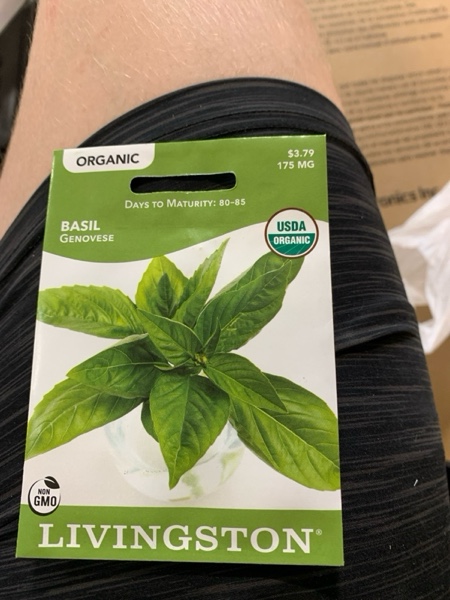 ORGANIC
$3.79
175 MG
DAYS TO MATURITY: 80-85
BASIL
GENOVESE
USDA
ORGANIC
NON
GMO
LIVINGSTON®